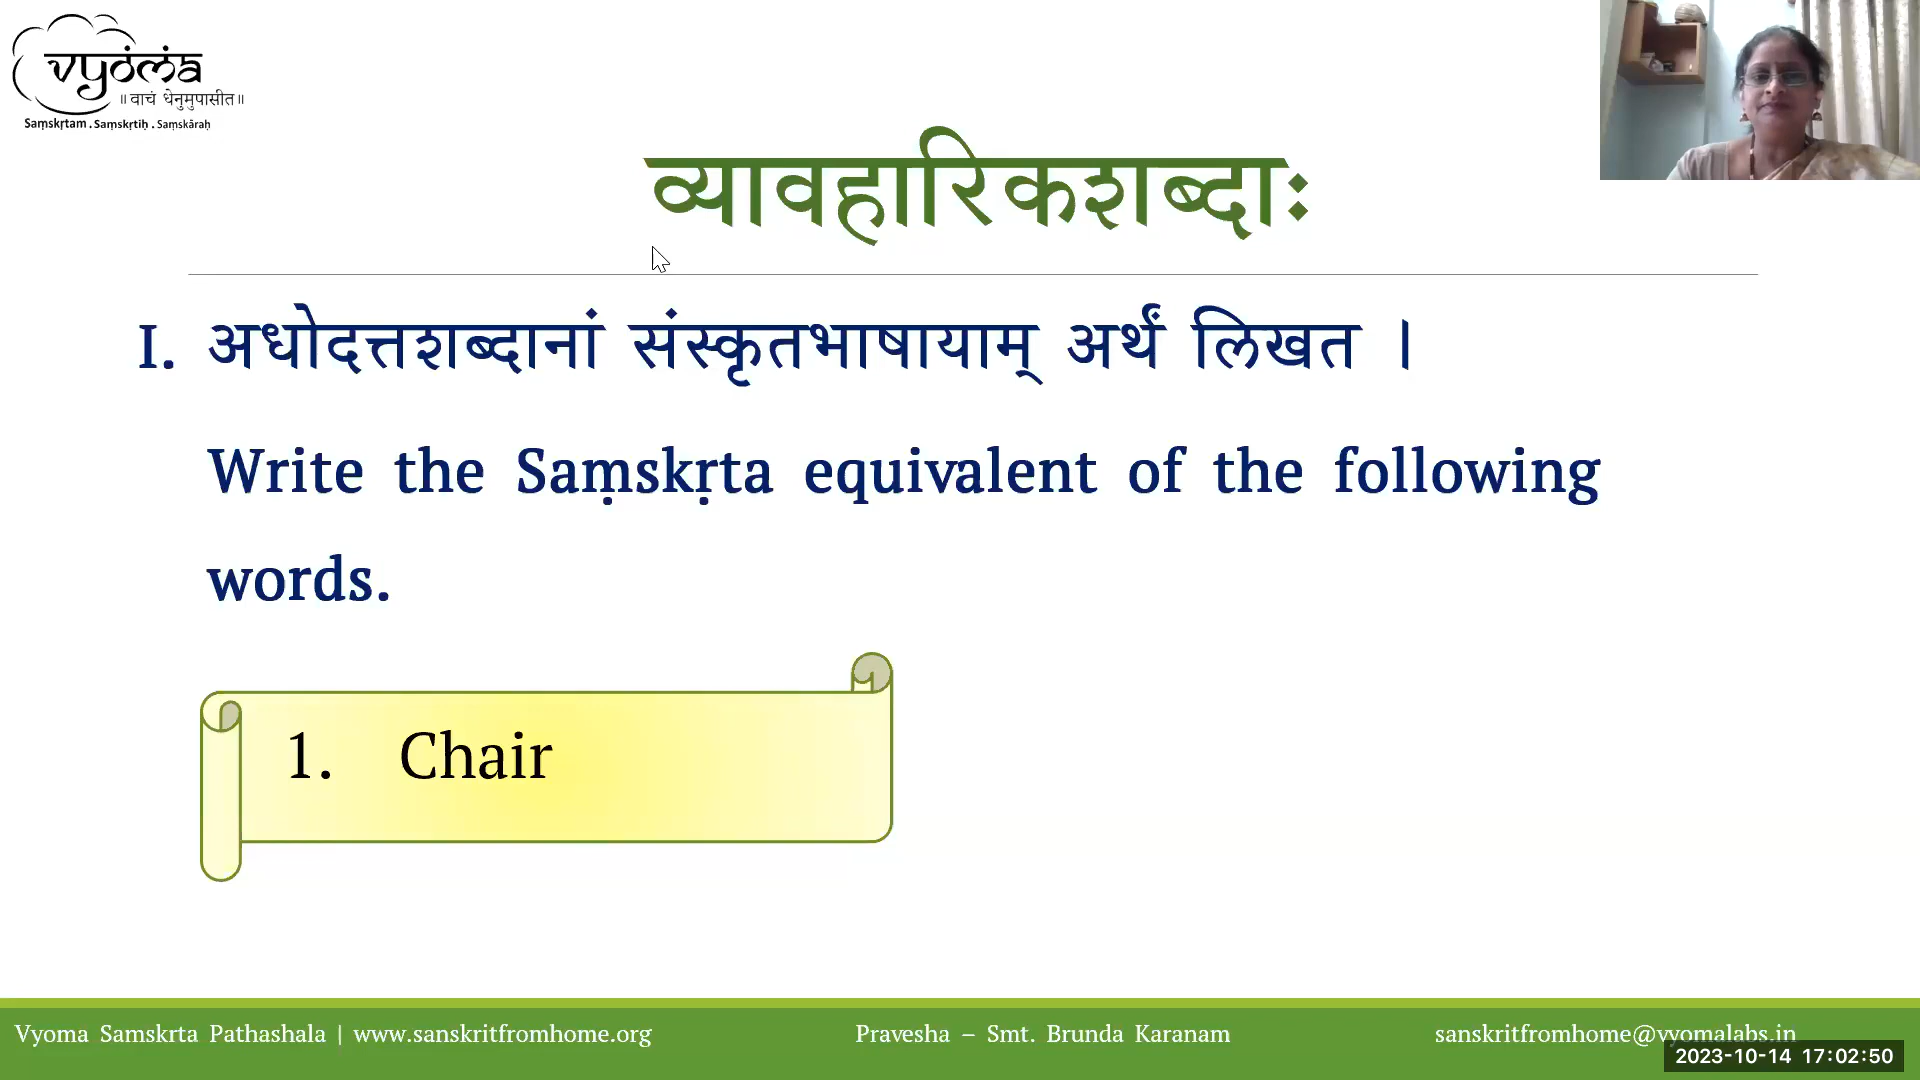 vyoma
॥वाचं धेनुमुपासीत॥
Saṃskṛtam . Saṃskṛtiḥ . Saṃskāraḥ
व्यावहारिकशब्दाः
I. अधोदत्तशब्दानां संस्कृतभाषायाम् अर्थं लिखत ।
Write the Saṃskṛta equivalent of the following
words.
1. Chair
Vyoma Samskrta Pathashala | www.sanskritfromhome.org
Pravesha – Smt. Brunda Karanam
sanskritfromhome@vyomalabs.in
2023-10-14 17:02:50